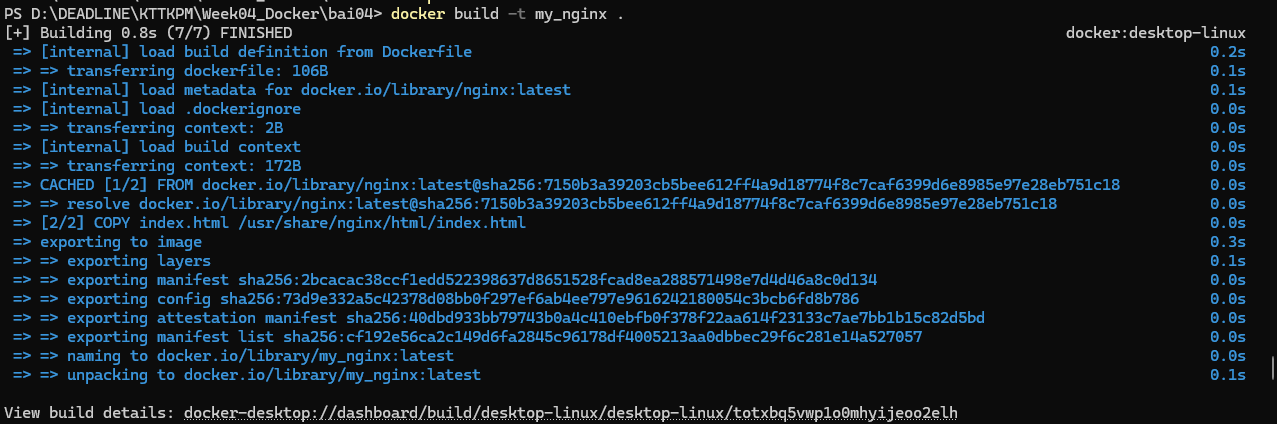 PS D:\DEADLINE\KTTKPM\Week04_Docker\bai04> docker build -t my_nginx .
[+] Building 0.8s (7/7) FINISHED docker:desktop-linux
=> [internal] load build definition from Dockerfile 0.2s
=> => transferring dockerfile: 106B 0.1s
=> [internal] load metadata for docker.io/library/nginx:latest 0.1s
=> [internal] load .dockerignore 0.0s
=> => transferring context: 2B 0.0s
=> [internal] load build context 0.0s
=> => transferring context: 172B 0.0s
=> CACHED [1/2] FROM docker.io/library/nginx:latest@sha256:7150b3a39203cb5bee612ff4a9d18774f8c7caf6399d6e8985e97e28eb751c18 0.0s
=> => resolve docker.io/library/nginx:latest@sha256:7150b3a39203cb5bee612ff4a9d18774f8c7caf6399d6e8985e97e28eb751c18 0.0s
=> [2/2] COPY index.html /usr/share/nginx/html/index.html 0.0s
=> exporting to image 0.3s
=> => exporting layers 0.1s
=> => exporting manifest sha256:2bcacac38ccf1edd522398637d8651528fcad8ea288571498e7d4d46a8c0d134 0.0s
=> => exporting config sha256:73d9e332a5c42378d08bb0f297ef6ab4ee797e9616242180054c3bcb6fd8b786 0.0s
=> => exporting attestation manifest sha256:40dbd933bb79743b0a4c410ebfb0f378f22aa614f23133c7ae7bb1b15c82d5bd 0.0s
=> => exporting manifest list sha256:cf192e56ca2c149d6fa2845c96178df4005213aa0dbbec29f6c281e14a527057 0.0s
=> => naming to docker.io/library/my_nginx:latest 0.0s
=> => unpacking to docker.io/library/my_nginx:latest 0.1s
View build details: docker-desktop://dashboard/build/desktop-linux/desktop-linux/totxbq5vwp1o0mhyijeoo2elh